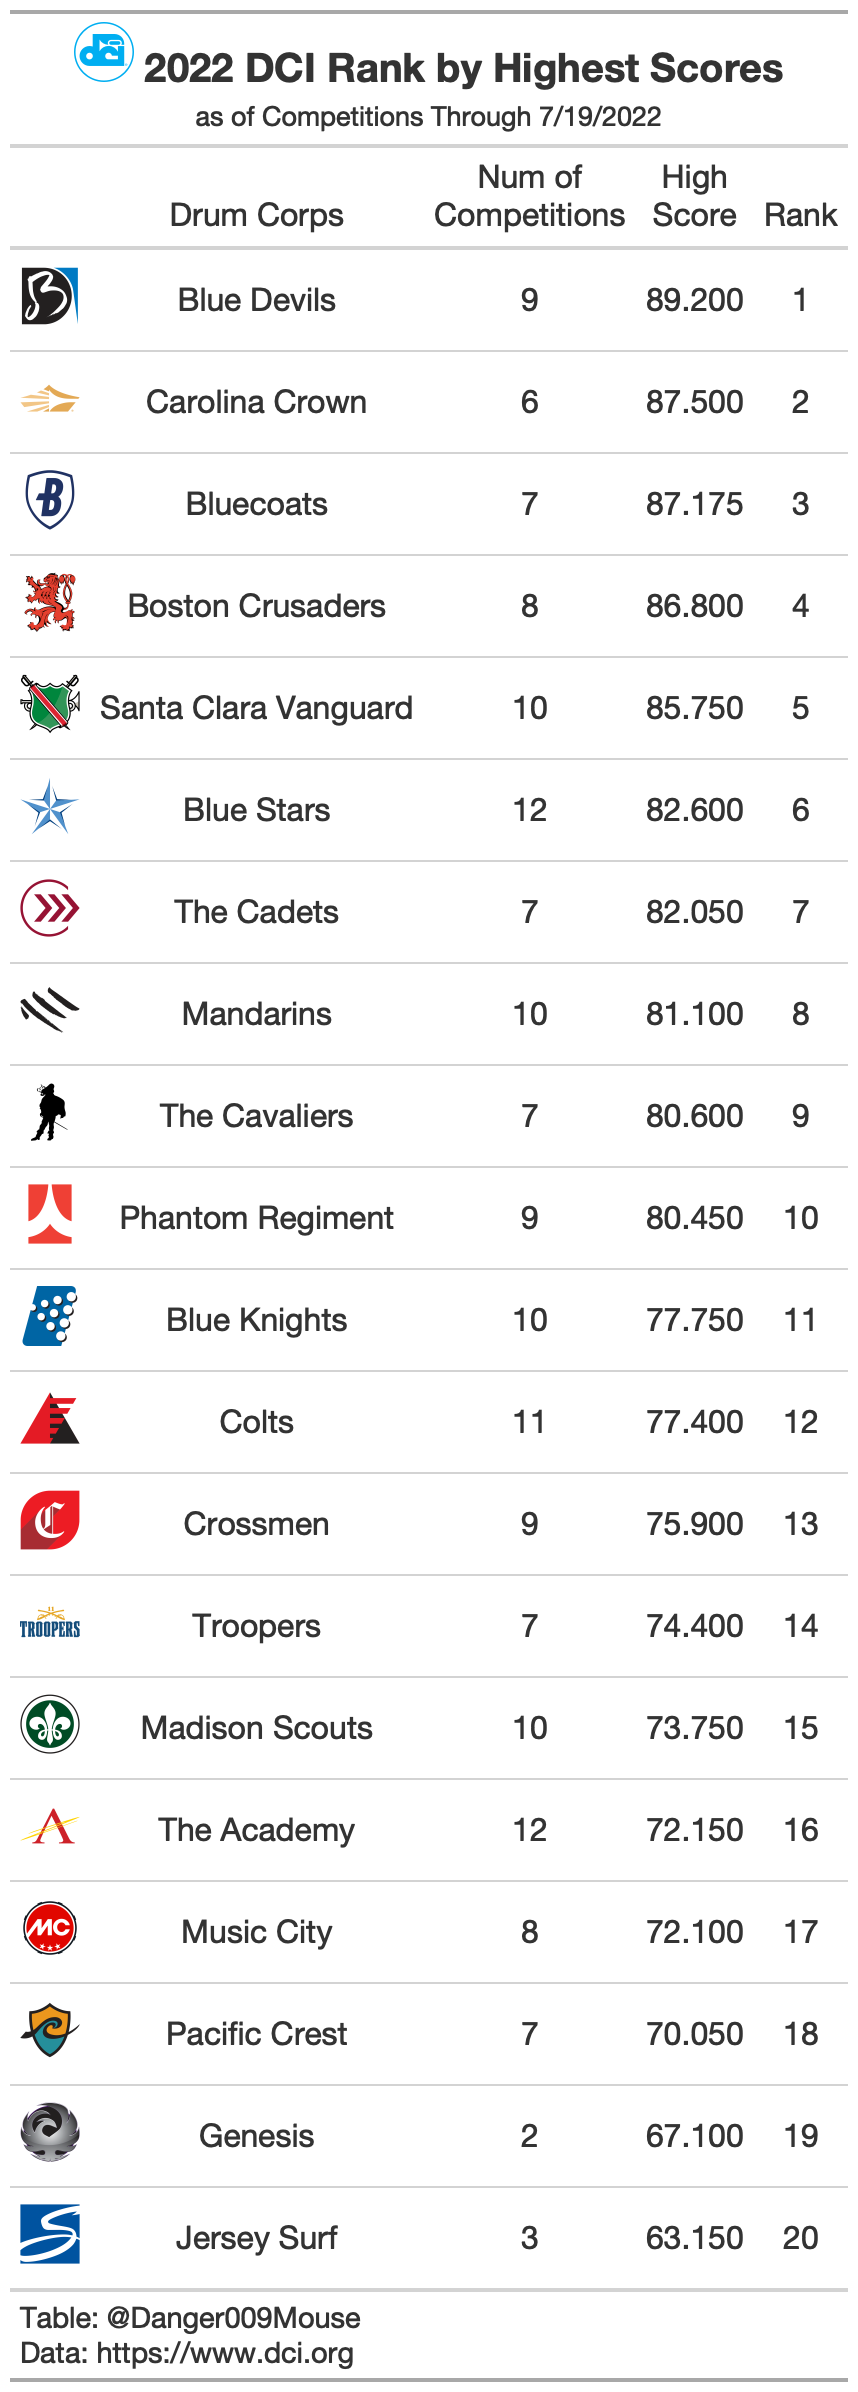 dci
2022 DCI Rank by Highest Scores
as of Competitions Through 7/19/2022
Drum Corps Num of Competitions High Score Rank
B Blue Devils 9 89.200 1
Carolina Crown 6 87.500 2
B Bluecoats 7 87.175 3
Boston Crusaders 8 86.800 4
Santa Clara Vanguard 10 85.750 5
Blue Stars 12 82.600 6
The Cadets 7 82.050 7
Mandarins 10 81.100 8
The Cavaliers 7 80.600 9
Phantom Regiment 9 80.450 10
Blue Knights 10 77.750 11
Colts 11 77.400 12
C Crossmen 9 75.900 13
TROOPERS Troopers 7 74.400 14
Madison Scouts 10 73.750 15
A The Academy 12 72.150 16
MC Music City 8 72.100 17
Pacific Crest 7 70.050 18
Genesis 2 67.100 19
S Jersey Surf 3 63.150 20
Table: @Danger009Mouse
Data: https://www.dci.org